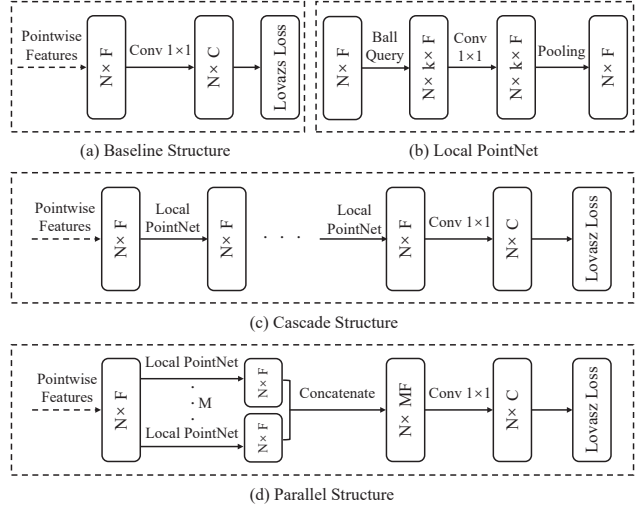 Pointwise
Features
N× F
Conv 1×1
N× C
Lovazs Loss
(a) Baseline Structure
N× F
Ball
Query
N× k× F
Conv
1×1
N× k× F
Pooling
N× F
(b) Local PointNet
Pointwise
Features
N× F
Local
PointNet
N× F
. . .
Local
PointNet
N× F
Conv 1×1
N× C
Lovasz Loss
(c) Cascade Structure
Pointwise
Features
N× F
Local PointNet
.
. M
.
Local PointNet
N× F
N× F
Concatenate
N× MF
Conv 1×1
N× C
Lovasz Loss
(d) Parallel Structure